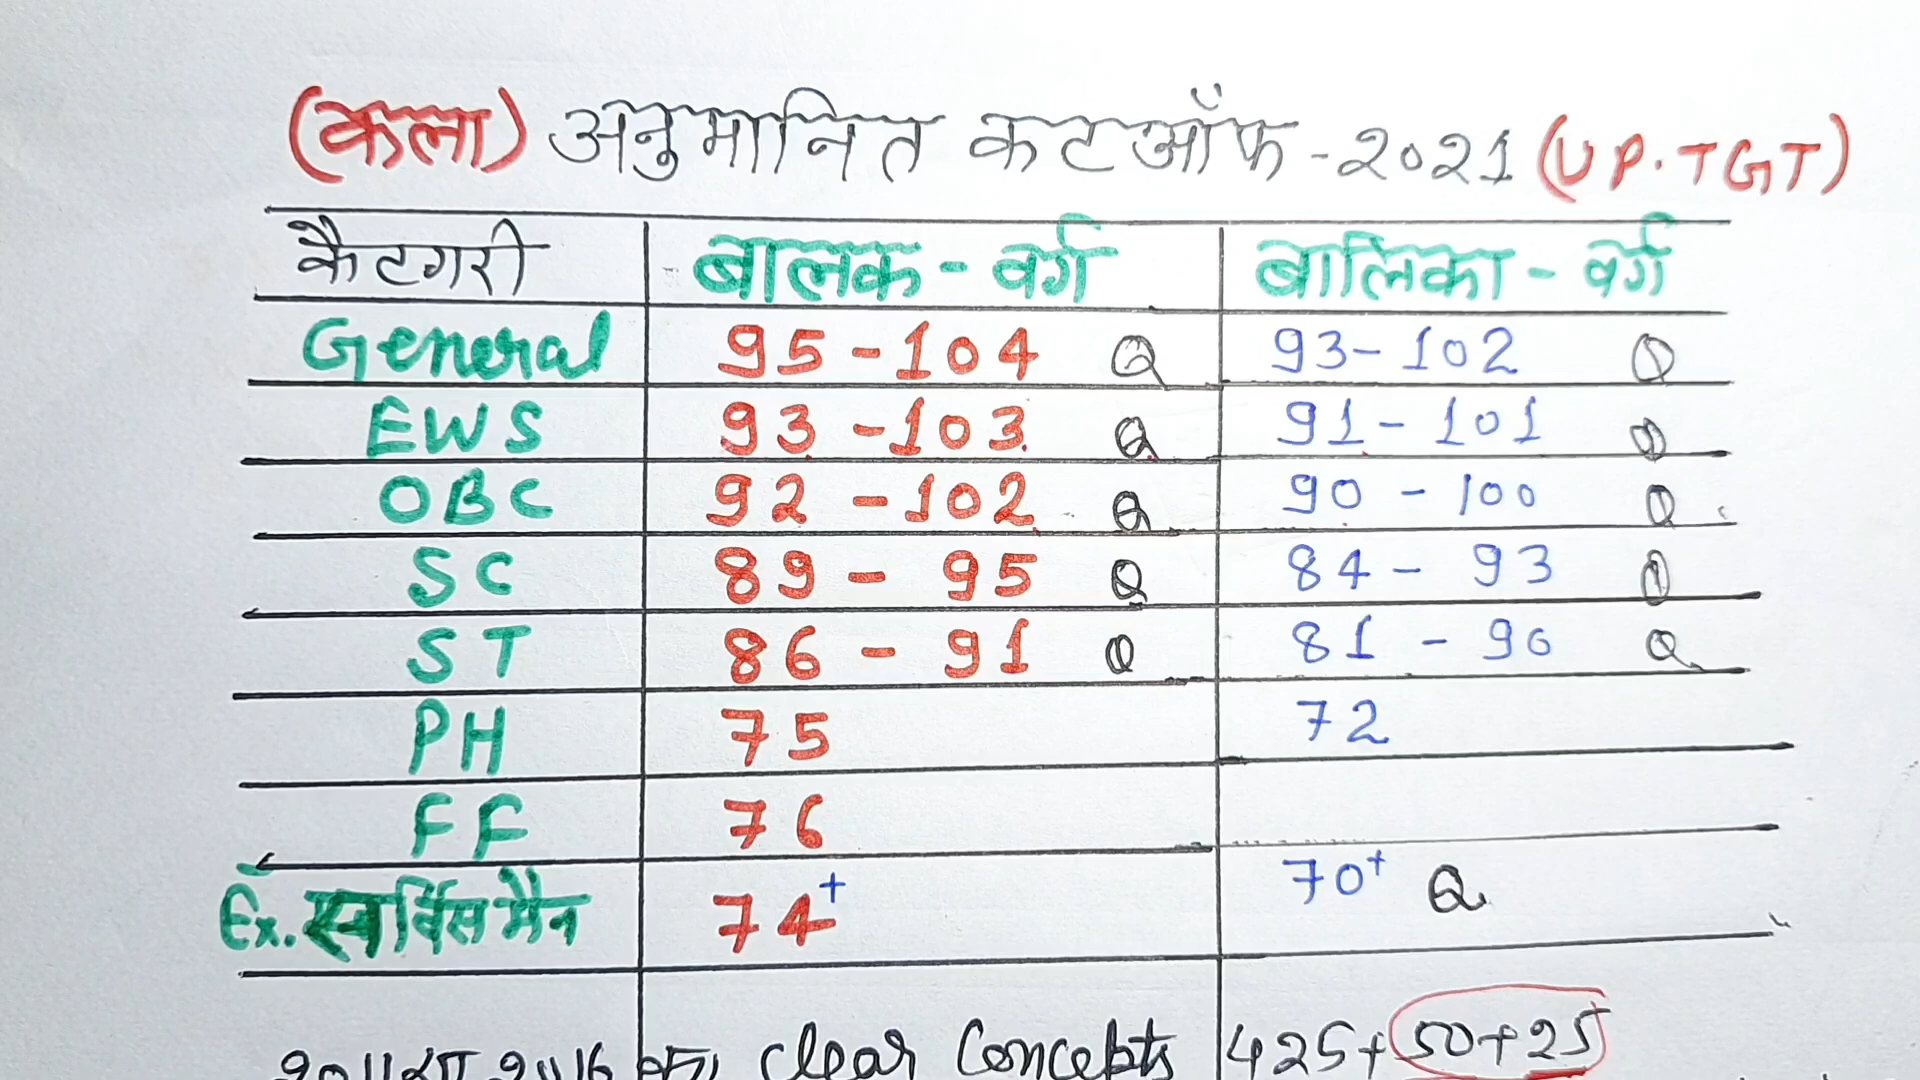 (कला) अनुमानित कटऑफ - 2021 (UP. TGT)
कैटगरी बालक - वर्ग बालिका - वर्ग
General 95 - 104 Q 93 - 102 Q
EWS 93 - 103 Q 91 - 101 Q
OBC 92 - 102 Q 90 - 100 Q
SC 89 - 95 Q 84 - 93 Q
ST 86 - 91 Q 81 - 90 Q
PH 75 72
FF 76
Ex. सर्विस मैन 74+ 70+ Q
clear Concepts 425+ 50+25